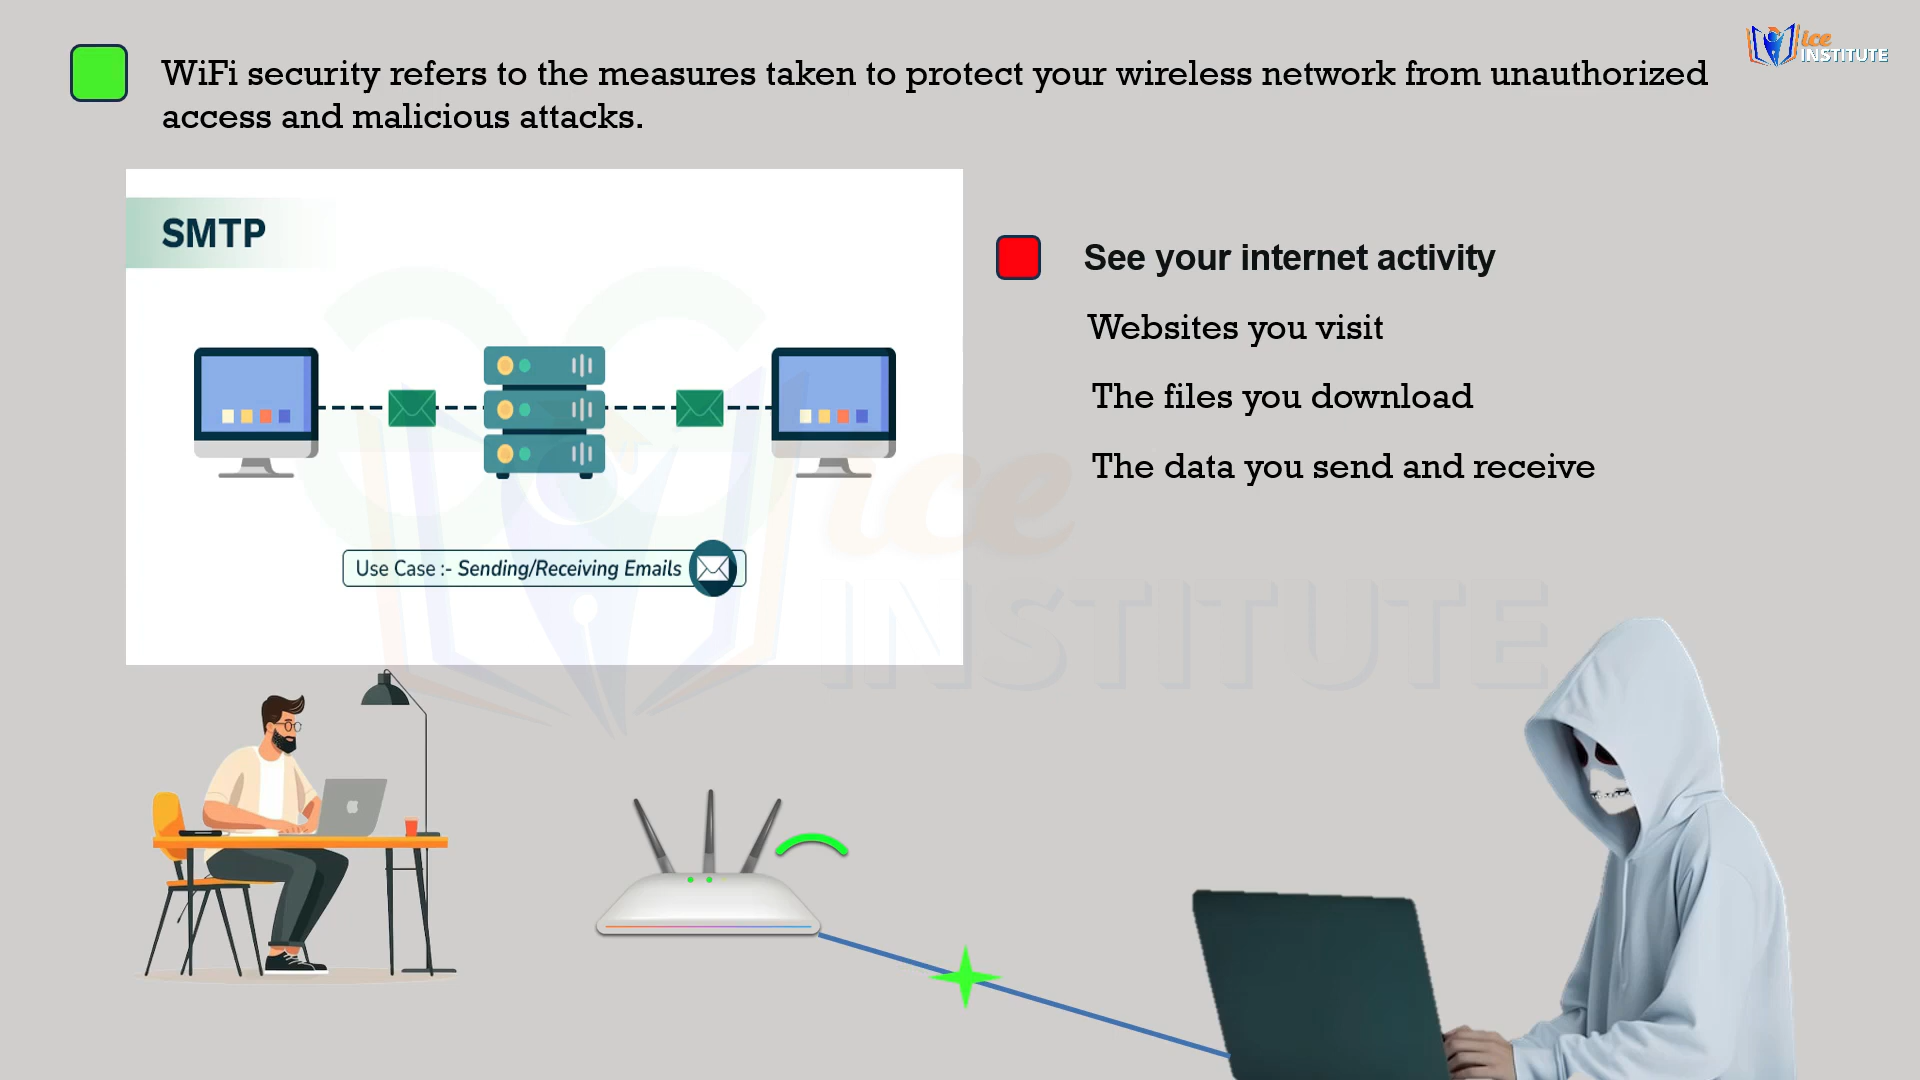 ice
INSTITUTE
WiFi security refers to the measures taken to protect your wireless network from unauthorized
access and malicious attacks.
SMTP
See your internet activity
Websites you visit
The files you download
The data you send and receive
ice
INSTITUTE
Use Case :- Sending/Receiving Emails